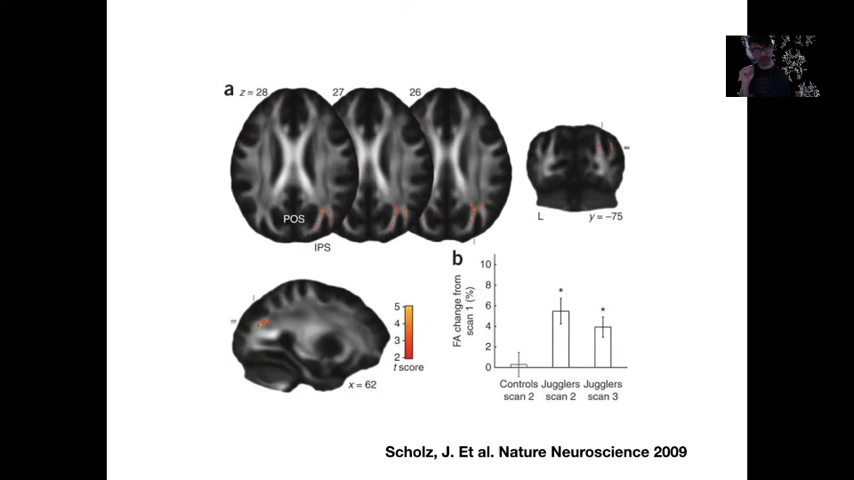 a z = 28 27 26
POS
IPS
L y = –75
5
4
3
2
t score
x = 62
b
FA change from
scan 1 (%)
10
8
6
4
2
0
*
*
Controls Jugglers Jugglers
scan 2 scan 2 scan 3
Scholz, J. Et al. Nature Neuroscience 2009